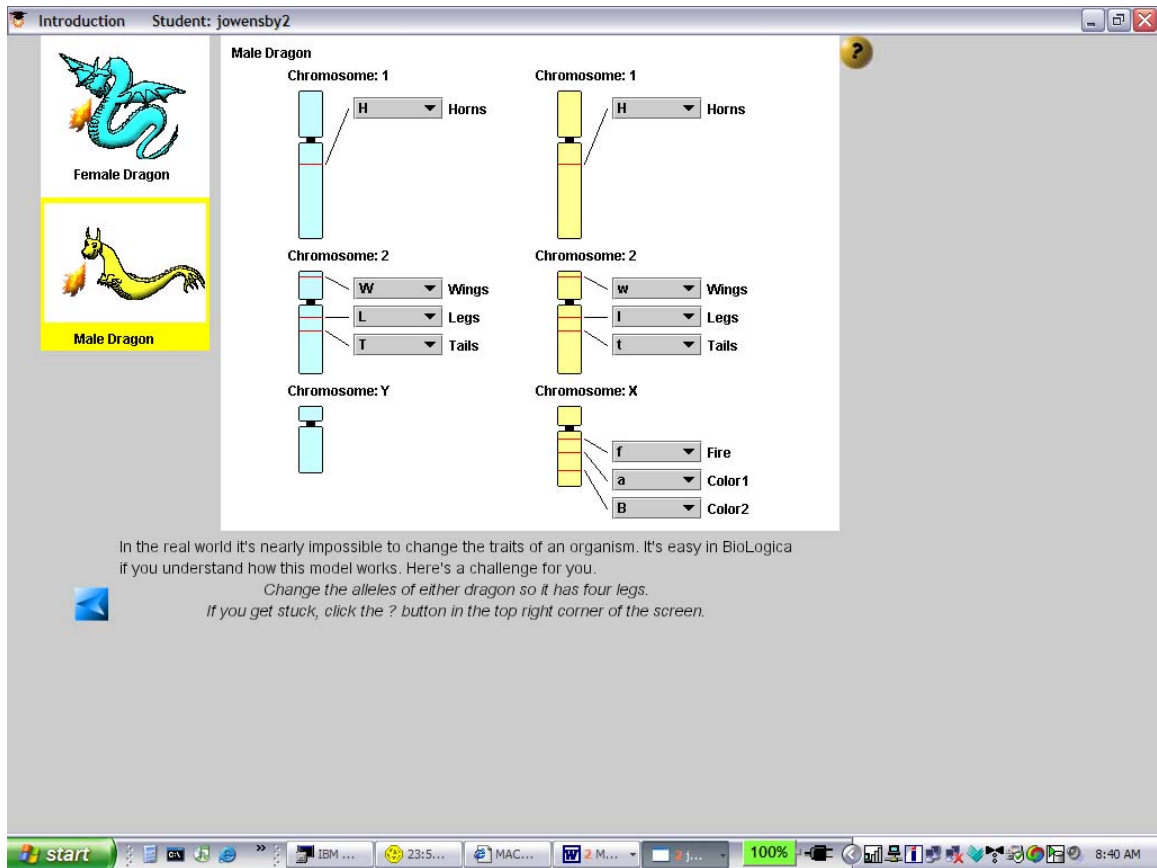 Introduction Student: jowensby2
?
Male Dragon
Chromosome: 1 Chromosome: 1
H Horns H Horns
Female Dragon
Chromosome: 2 Chromosome: 2
W Wings w Wings
L Legs l Legs
Male Dragon
T Tails t Tails
Chromosome: Y Chromosome: X
f Fire
a Color1
B Color2
In the real world it's nearly impossible to change the traits of an organism. It's easy in BioLogica
if you understand how this model works. Here's a challenge for you.
Change the alleles of either dragon so it has four legs.
If you get stuck, click the ? button in the top right corner of the screen.
start » IBM ... 23:5... MAC... 2 M... 2 j... 100% 8:40 AM